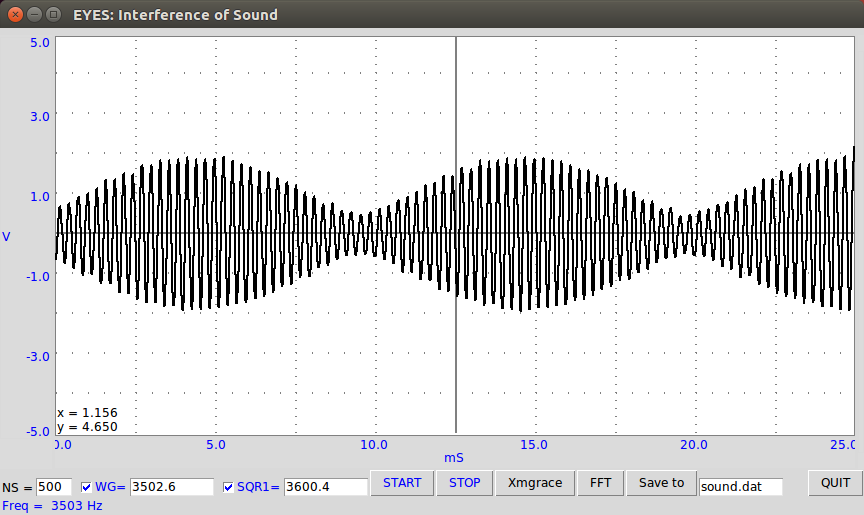 EYES: Interference of Sound
5.0
3.0
1.0
V
-1.0
-3.0
-5.0
x = 1.156
y = 4.650
0.0 5.0 10.0 15.0 20.0 25.0
mS
NS = 500 WG= 3502.6 SQR1= 3600.4 START STOP Xmgrace FFT Save to sound.dat QUIT
Freq = 3503 Hz